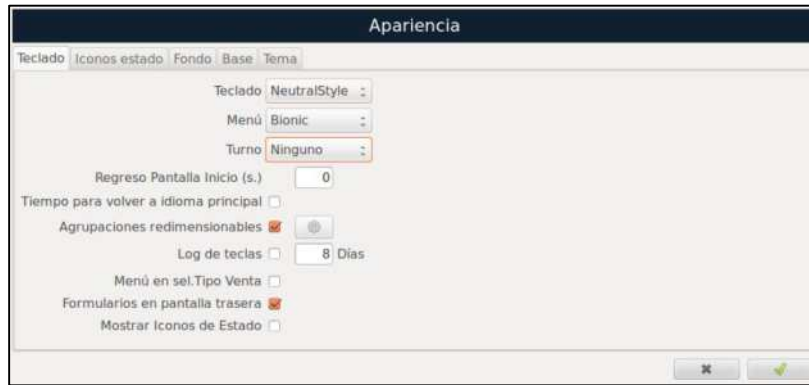 Apariencia
Teclado Iconos estado Fondo Base Tema
Teclado NeutralStyle
Menú Bionic
Turno Ninguno
Regreso Pantalla Inicio (s.) 0
Tiempo para volver a idioma principal
Agrupaciones redimensionables
Log de teclas 8 Días
Menú en sel.Tipo Venta
Formularios en pantalla trasera
Mostrar Iconos de Estado